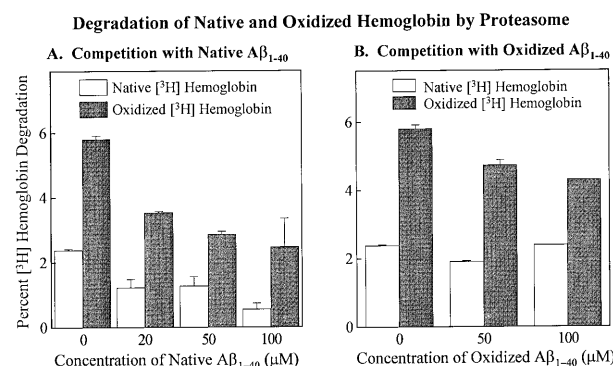 Degradation of Native and Oxidized Hemoglobin by Proteasome
A. Competition with Native Aβ1-40
Native [³H] Hemoglobin
Oxidized [³H] Hemoglobin
Percent [³H] Hemoglobin Degradation
6
4
2
0
0 20 50 100
Concentration of Native Aβ1-40 (μM)
B. Competition with Oxidized Aβ1-40
Native [³H] Hemoglobin
Oxidized [³H] Hemoglobin
6
4
2
0
0 50 100
Concentration of Oxidized Aβ1-40 (μM)